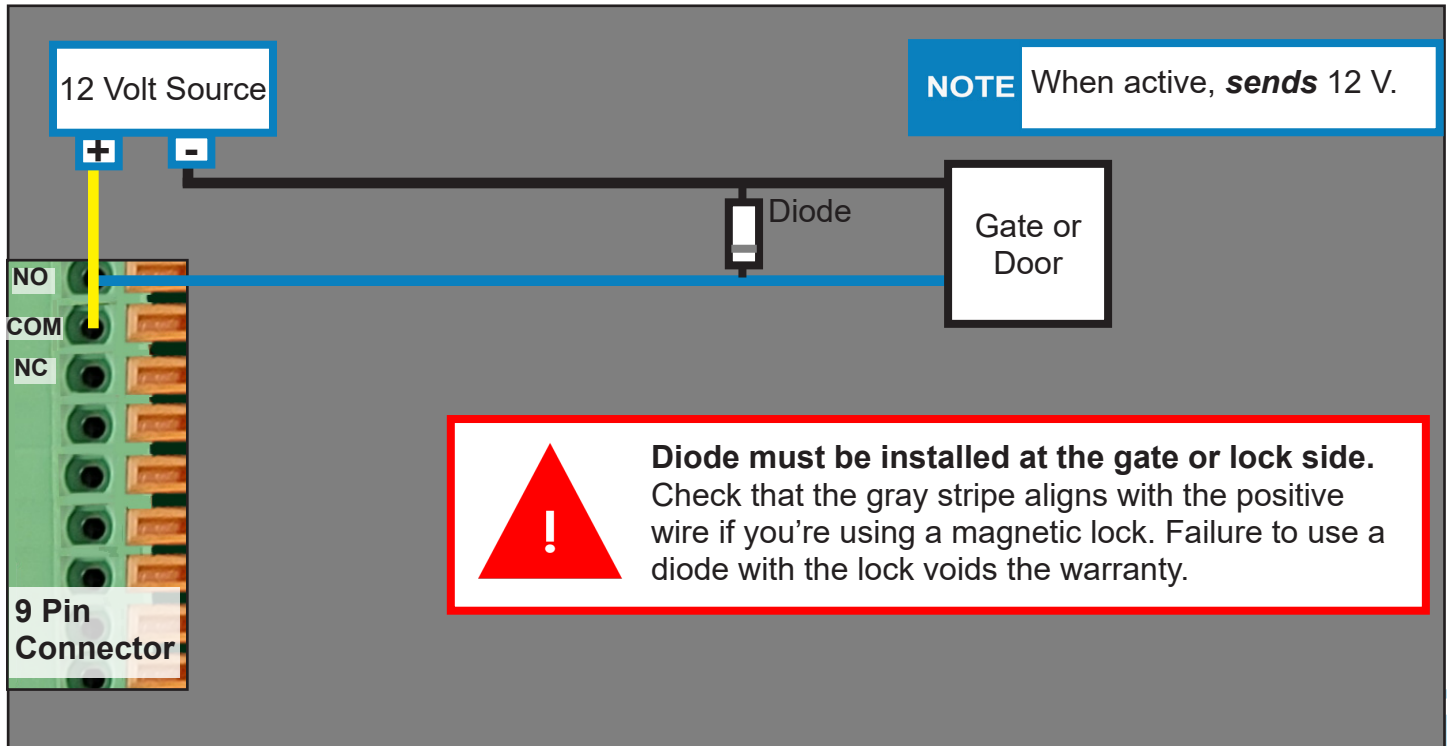 12 Volt Source
NOTE When active, sends 12 V.
+ -
Diode
Gate or
Door
NO
COM
NC
Diode must be installed at the gate or lock side.
Check that the gray stripe aligns with the positive
wire if you’re using a magnetic lock. Failure to use a
diode with the lock voids the warranty.
!
9 Pin
Connector